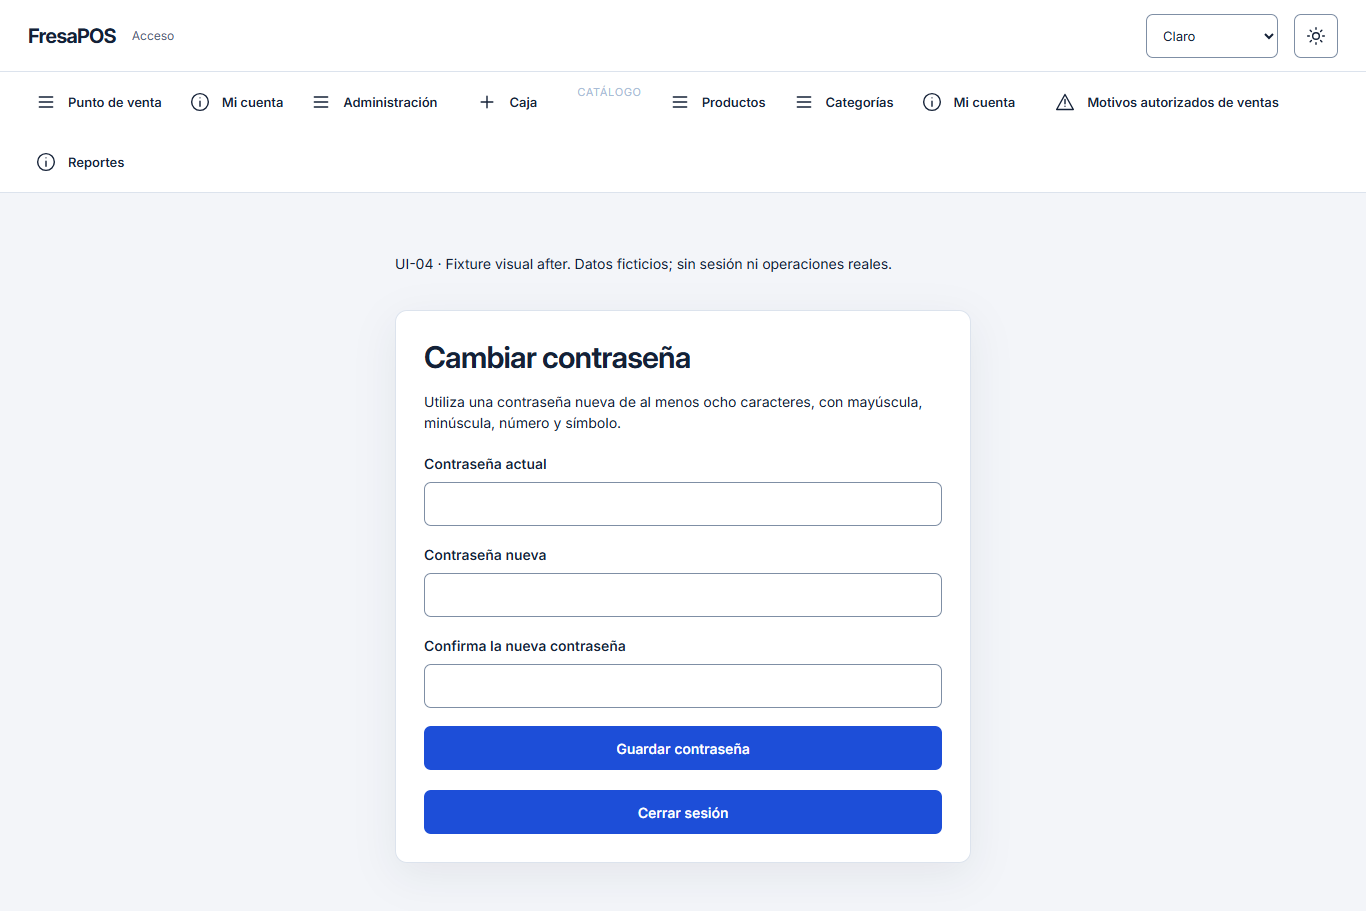 FresaPOS Acceso Claro
Punto de venta Mi cuenta Administración Caja CATÁLOGO Productos Categorías Mi cuenta Motivos autorizados de ventas
Reportes
UI-04 · Fixture visual after. Datos ficticios; sin sesión ni operaciones reales.
Cambiar contraseña
Utiliza una contraseña nueva de al menos ocho caracteres, con mayúscula,
minúscula, número y símbolo.
Contraseña actual
Contraseña nueva
Confirma la nueva contraseña
Guardar contraseña
Cerrar sesión